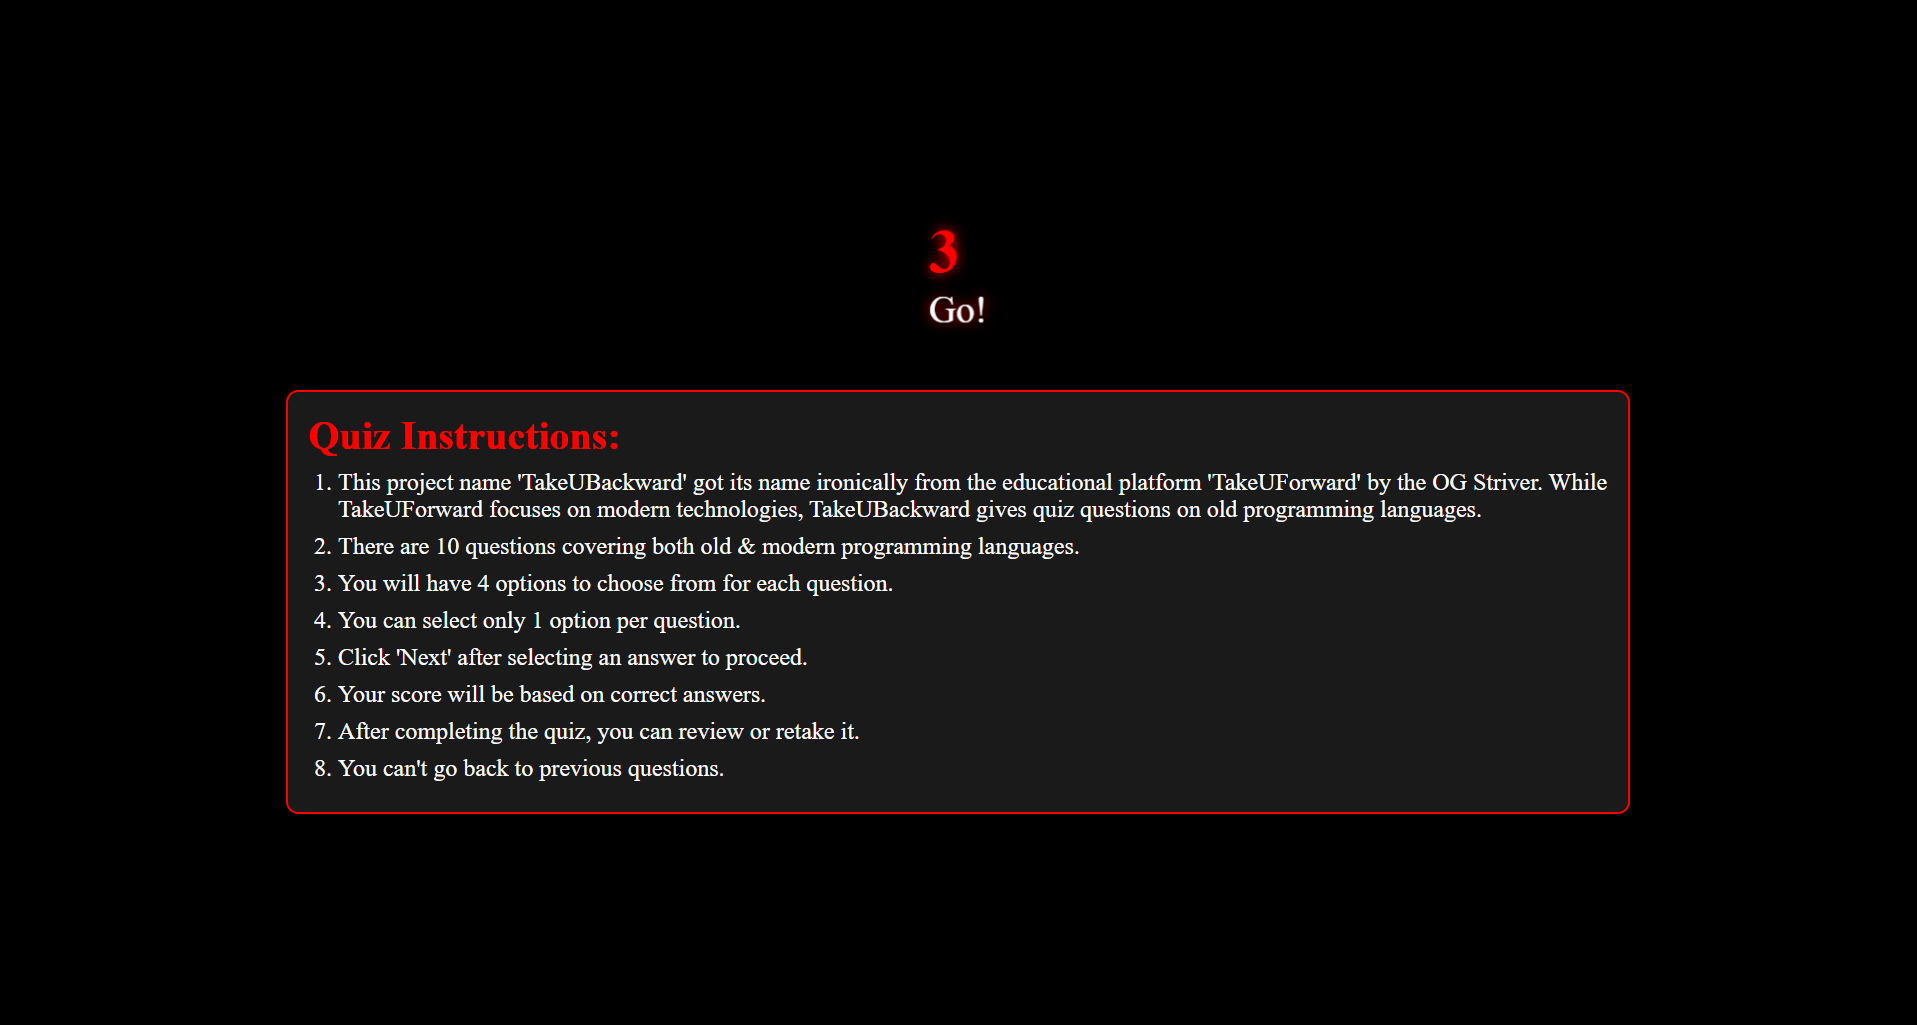 3
Go!
Quiz Instructions:
1. This project name 'TakeUBackward' got its name ironically from the educational platform 'TakeUForward' by the OG Striver. While
TakeUForward focuses on modern technologies, TakeUBackward gives quiz questions on old programming languages.
2. There are 10 questions covering both old & modern programming languages.
3. You will have 4 options to choose from for each question.
4. You can select only 1 option per question.
5. Click 'Next' after selecting an answer to proceed.
6. Your score will be based on correct answers.
7. After completing the quiz, you can review or retake it.
8. You can't go back to previous questions.